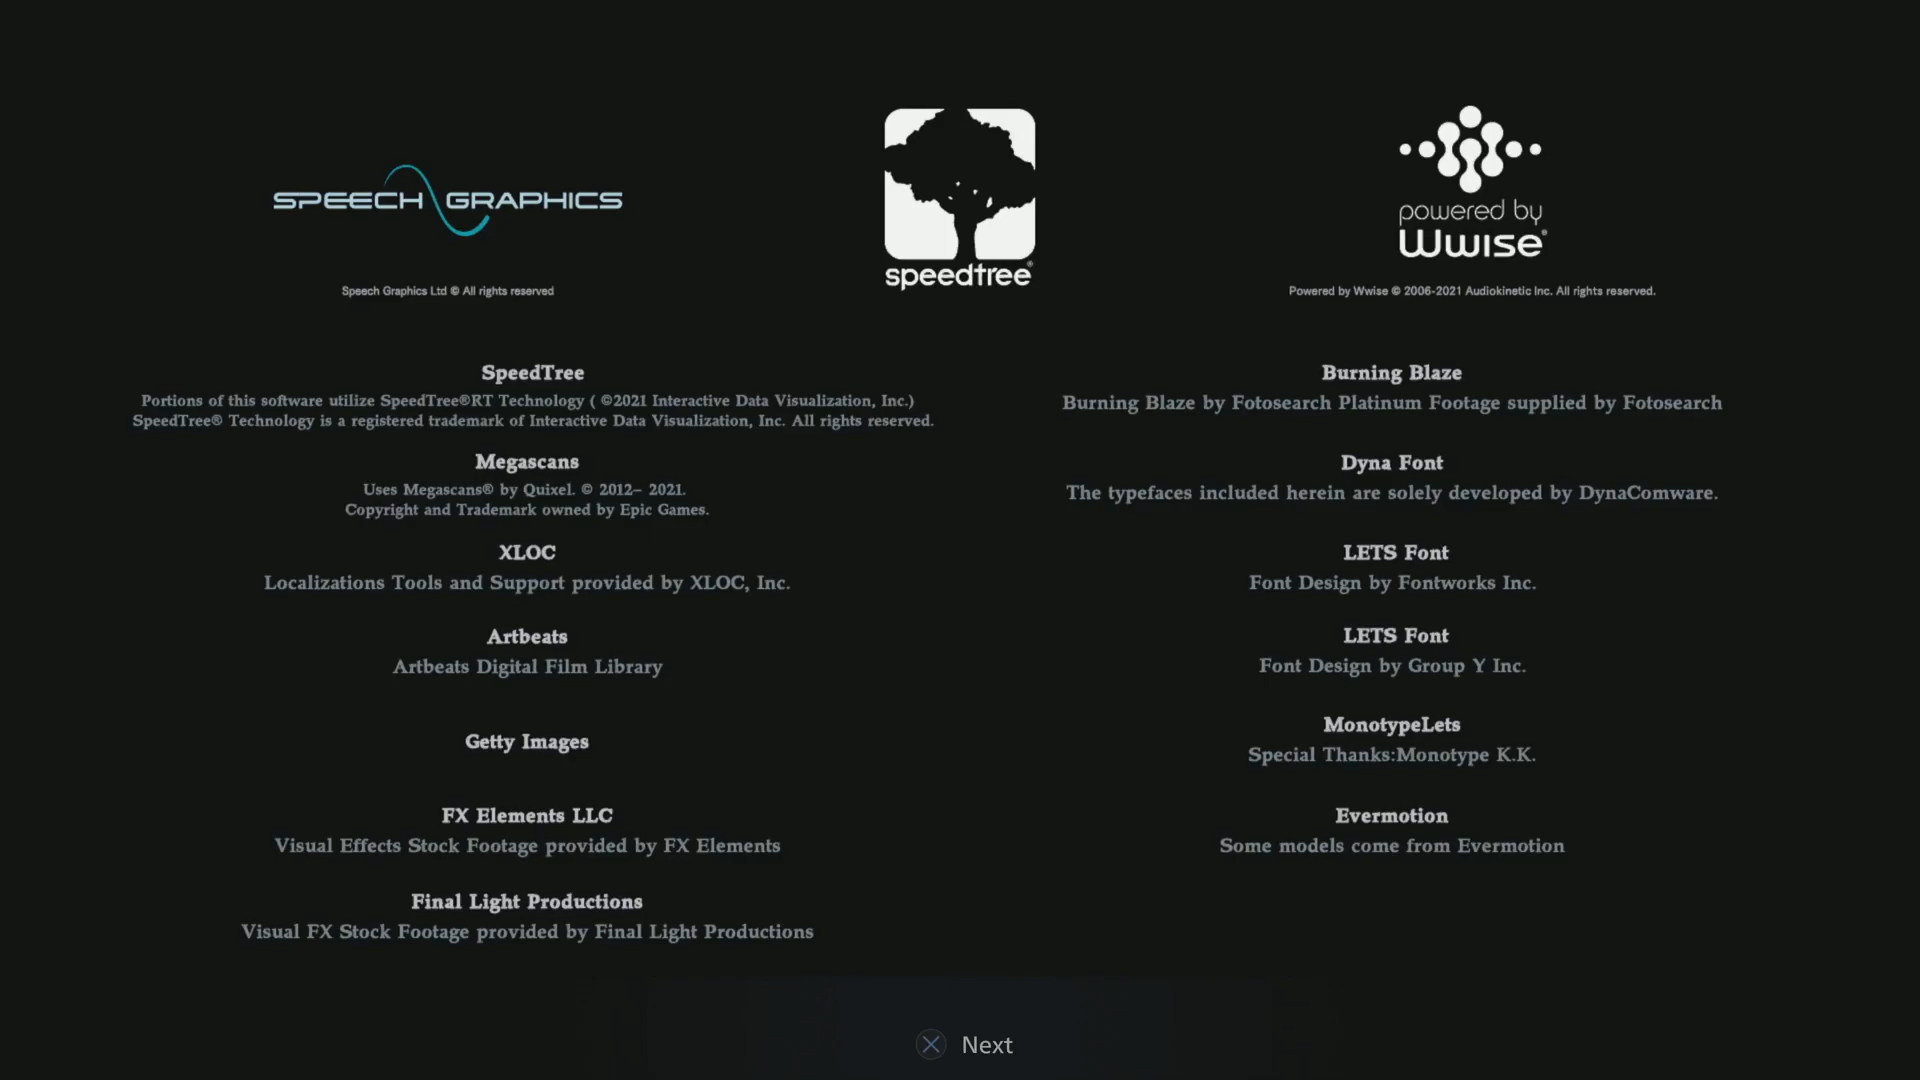 SPEECH GRAPHICS
Speech Graphics Ltd © All rights reserved
speedtree®
powered by
Wwise®
Powered by Wwise © 2006-2021 Audiokinetic Inc. All rights reserved.
SpeedTree
Portions of this software utilize SpeedTree®RT Technology ( ©2021 Interactive Data Visualization, Inc.)
SpeedTree® Technology is a registered trademark of Interactive Data Visualization, Inc. All rights reserved.
Megascans
Uses Megascans® by Quixel. © 2012– 2021.
Copyright and Trademark owned by Epic Games.
XLOC
Localizations Tools and Support provided by XLOC, Inc.
Artbeats
Artbeats Digital Film Library
Getty Images
FX Elements LLC
Visual Effects Stock Footage provided by FX Elements
Final Light Productions
Visual FX Stock Footage provided by Final Light Productions
Burning Blaze
Burning Blaze by Fotosearch Platinum Footage supplied by Fotosearch
Dyna Font
The typefaces included herein are solely developed by DynaComware.
LETS Font
Font Design by Fontworks Inc.
LETS Font
Font Design by Group Y Inc.
MonotypeLets
Special Thanks:Monotype K.K.
Evermotion
Some models come from Evermotion
Next